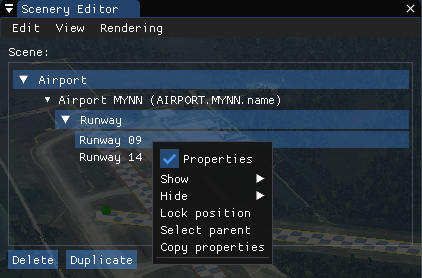 Scenery Editor
Edit View Rendering
Scene:
Airport
Airport MYNN (AIRPORT.MYNN.name)
Runway
Runway 09
Runway 14
Properties
Show
Hide
Lock position
Select parent
Copy properties
Delete Duplicate